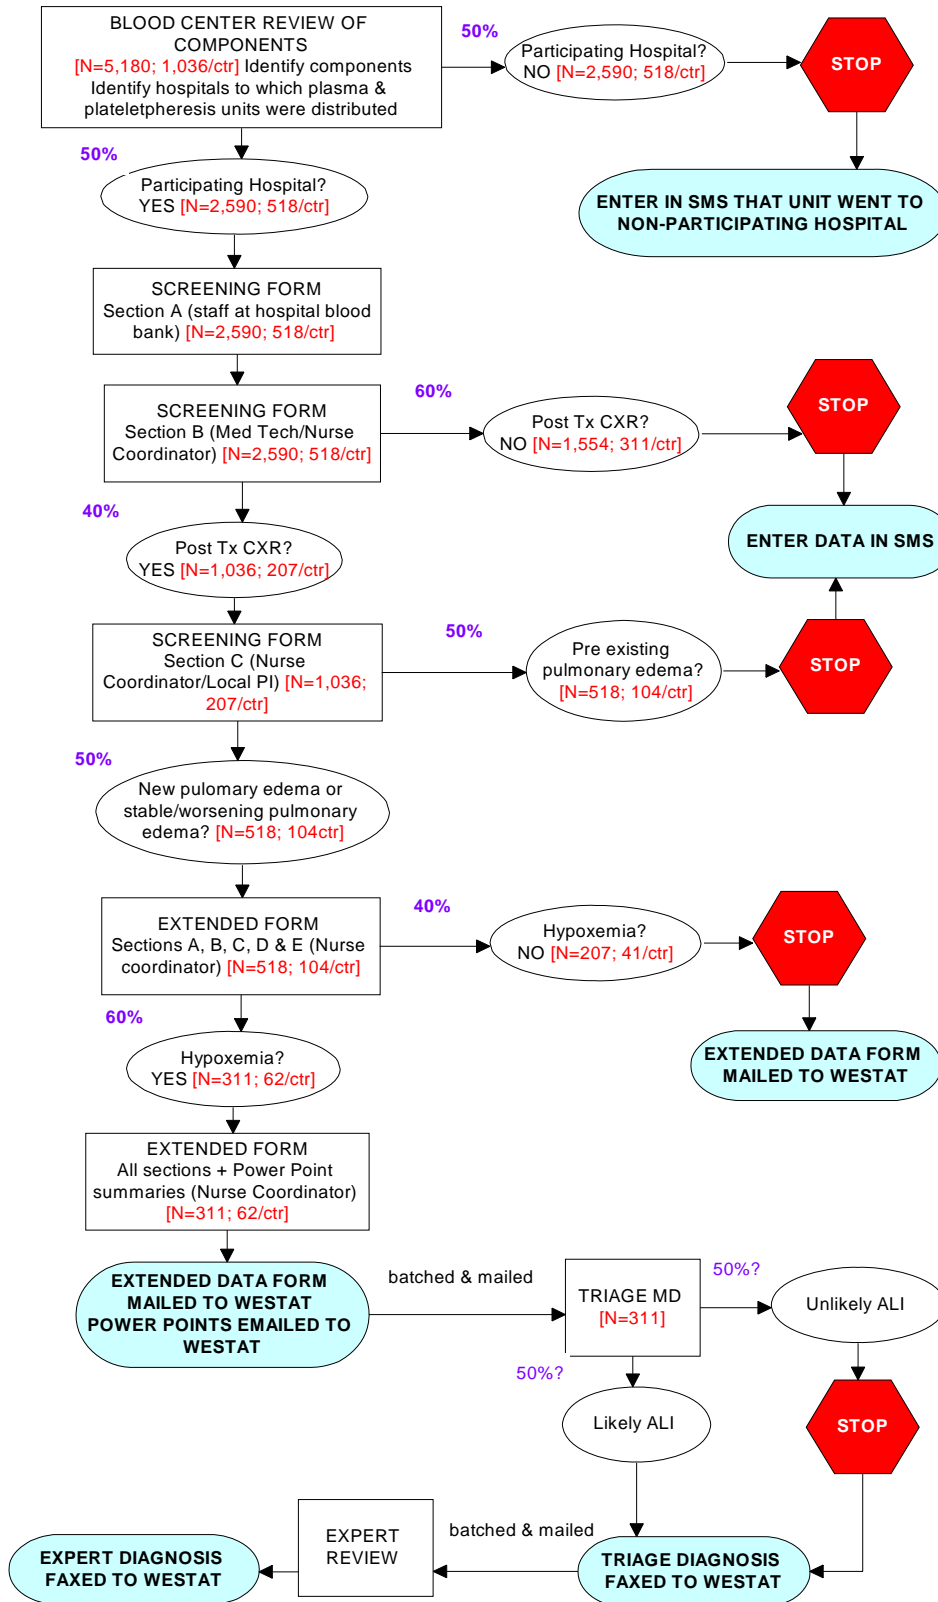 BLOOD CENTER REVIEW OF
COMPONENTS
[N=5,180; 1,036/ctr] Identify components
Identify hospitals to which plasma &
plateletpheresis units were distributed
50%
Participating Hospital?
NO [N=2,590; 518/ctr]
STOP
50%
Participating Hospital?
YES [N=2,590; 518/ctr]
ENTER IN SMS THAT UNIT WENT TO
NON-PARTICIPATING HOSPITAL
SCREENING FORM
Section A (staff at hospital blood
bank) [N=2,590; 518/ctr]
SCREENING FORM
Section B (Med Tech/Nurse
Coordinator) [N=2,590; 518/ctr]
60%
Post Tx CXR?
NO [N=1,554; 311/ctr]
STOP
40%
Post Tx CXR?
YES [N=1,036; 207/ctr]
ENTER DATA IN SMS
SCREENING FORM
Section C (Nurse
Coordinator/Local PI) [N=1,036;
207/ctr]
50%
Pre existing
pulmonary edema?
[N=518; 104/ctr]
STOP
50%
New pulomary edema or
stable/worsening pulmonary
edema? [N=518; 104ctr]
EXTENDED FORM
Sections A, B, C, D & E (Nurse
coordinator) [N=518; 104/ctr]
40%
Hypoxemia?
NO [N=207; 41/ctr]
STOP
60%
Hypoxemia?
YES [N=311; 62/ctr]
EXTENDED DATA FORM
MAILED TO WESTAT
EXTENDED FORM
All sections + Power Point
summaries (Nurse Coordinator)
[N=311; 62/ctr]
EXTENDED DATA FORM
MAILED TO WESTAT
POWER POINTS EMAILED TO
WESTAT
batched & mailed
TRIAGE MD
[N=311]
50%?
Unlikely ALI
50%?
Likely ALI
STOP
EXPERT DIAGNOSIS
FAXED TO WESTAT
EXPERT
REVIEW
batched & mailed
TRIAGE DIAGNOSIS
FAXED TO WESTAT